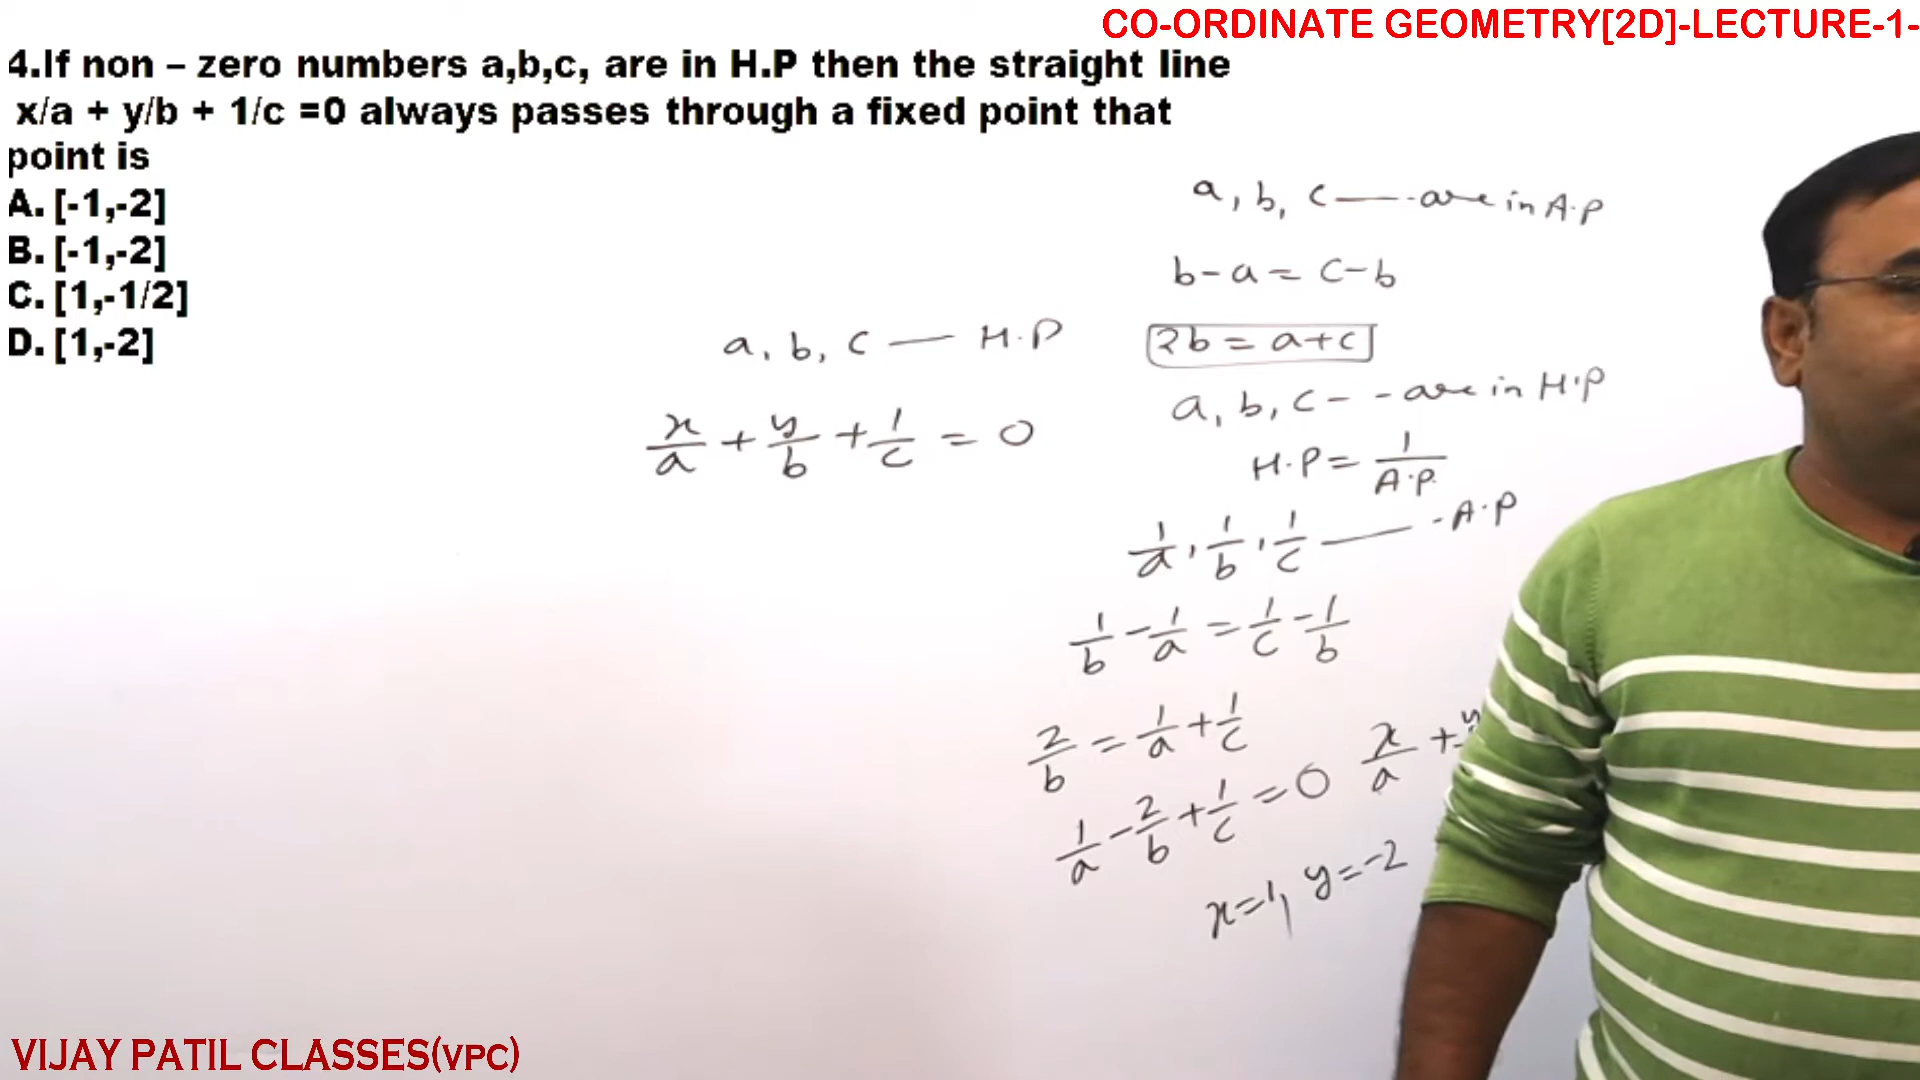 CO-ORDINATE GEOMETRY[2D]-LECTURE-1-
4.If non – zero numbers a,b,c, are in H.P then the straight line
x/a + y/b + 1/c =0 always passes through a fixed point that
point is
A. [-1,-2]
B. [-1,-2]
C. [1,-1/2]
D. [1,-2]
a, b, c — H.P
x/a + y/b + 1/c = 0
a, b, c —-are in A.P
b-a = c-b
2b = a+c
a, b, c- - are in H.P
H.P = 1/A.P.
1/a, 1/b, 1/c — -A.P
1/b - 1/a = 1/c - 1/b
2/b = 1/a + 1/c
1/a - 2/b + 1/c = 0
x/a + y
x=1, y=-2
VIJAY PATIL CLASSES(VPC)